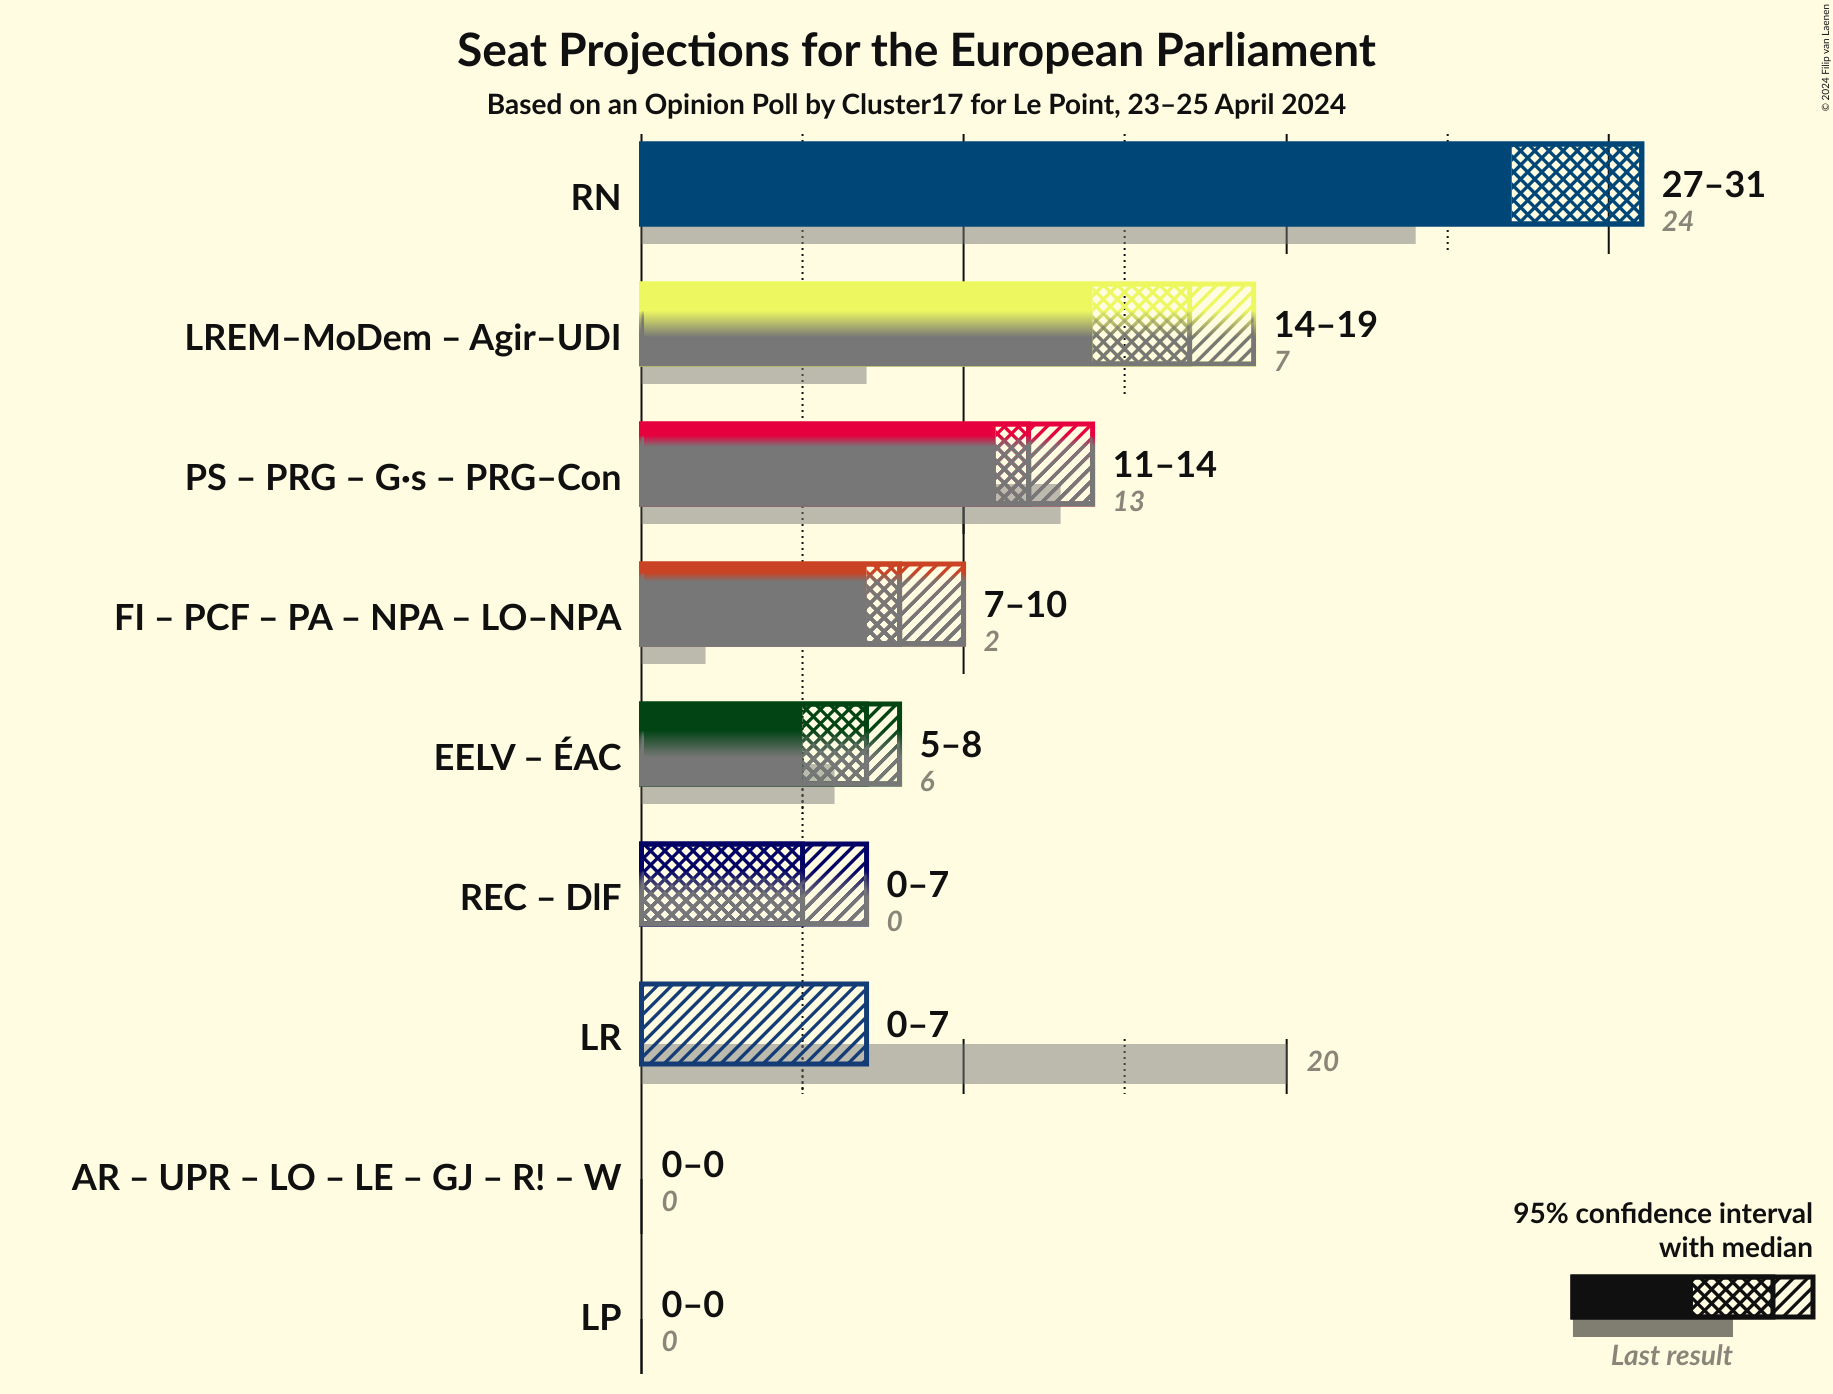 Seat Projections for the European Parliament
Based on an Opinion Poll by Cluster17 for Le Point, 23–25 April 2024
© 2024 Filip van Laenen
RN
27–31
24
LREM–MoDem – Agir–UDI
14–19
7
PS – PRG – G·s – PRG–Con
11–14
13
FI – PCF – PA – NPA – LO–NPA
7–10
2
EELV – ÉAC
5–8
6
REC – DlF
0–7
0
LR
0–7
20
AR – UPR – LO – LE – GJ – R! – W
0–0
0
LP
0–0
0
95% confidence interval
with median
Last result